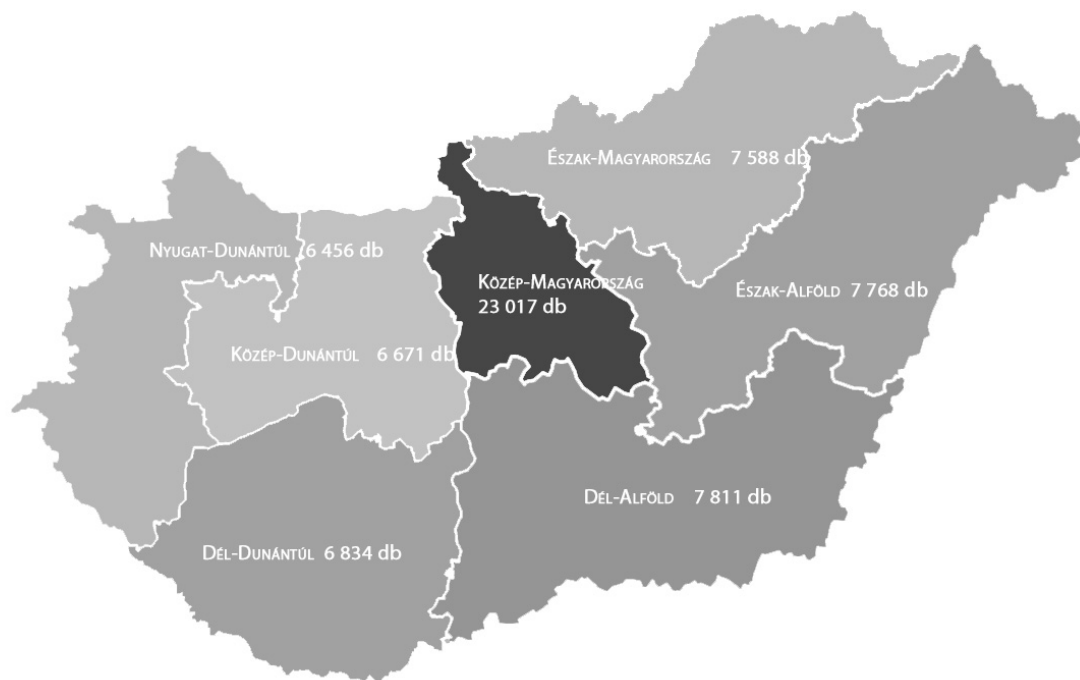 Észak-Magyarország 7 588 db
Nyugat-Dunántúl 6 456 db
Közép-Magyarország
23 017 db
Észak-Alföld 7 768 db
Közép-Dunántúl 6 671 db
Dél-Alföld 7 811 db
Dél-Dunántúl 6 834 db